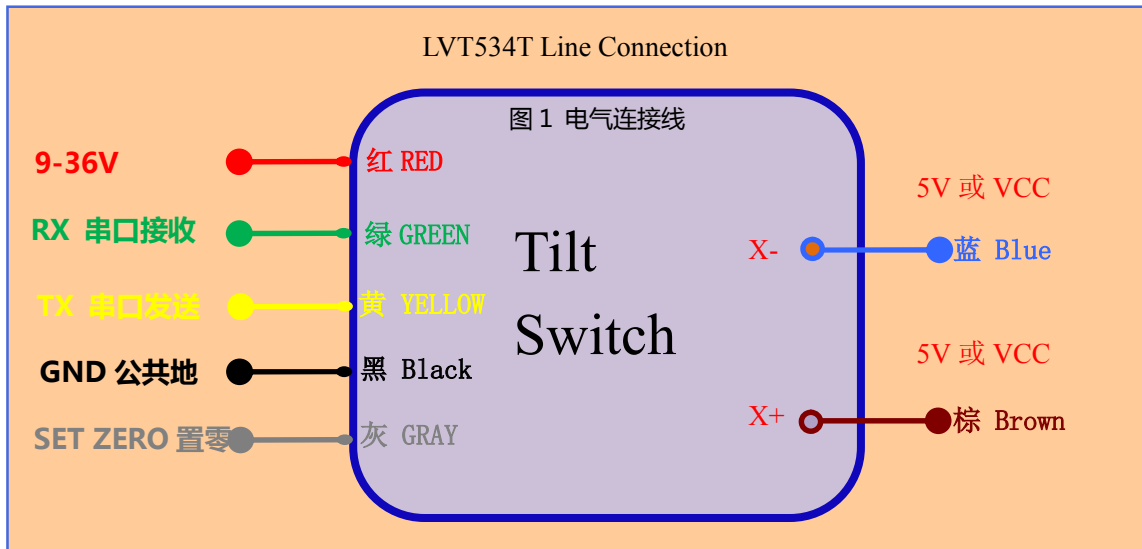 LVT534T Line Connection
图1 电气连接线
9-36V
红 RED
RX 串口接收
绿 GREEN
TX 串口发送
黄 YELLOW
GND 公共地
黑 Black
SET ZERO 置零
灰 GRAY
Tilt
Switch
5V 或 VCC
X-
蓝 Blue
5V 或 VCC
X+
棕 Brown